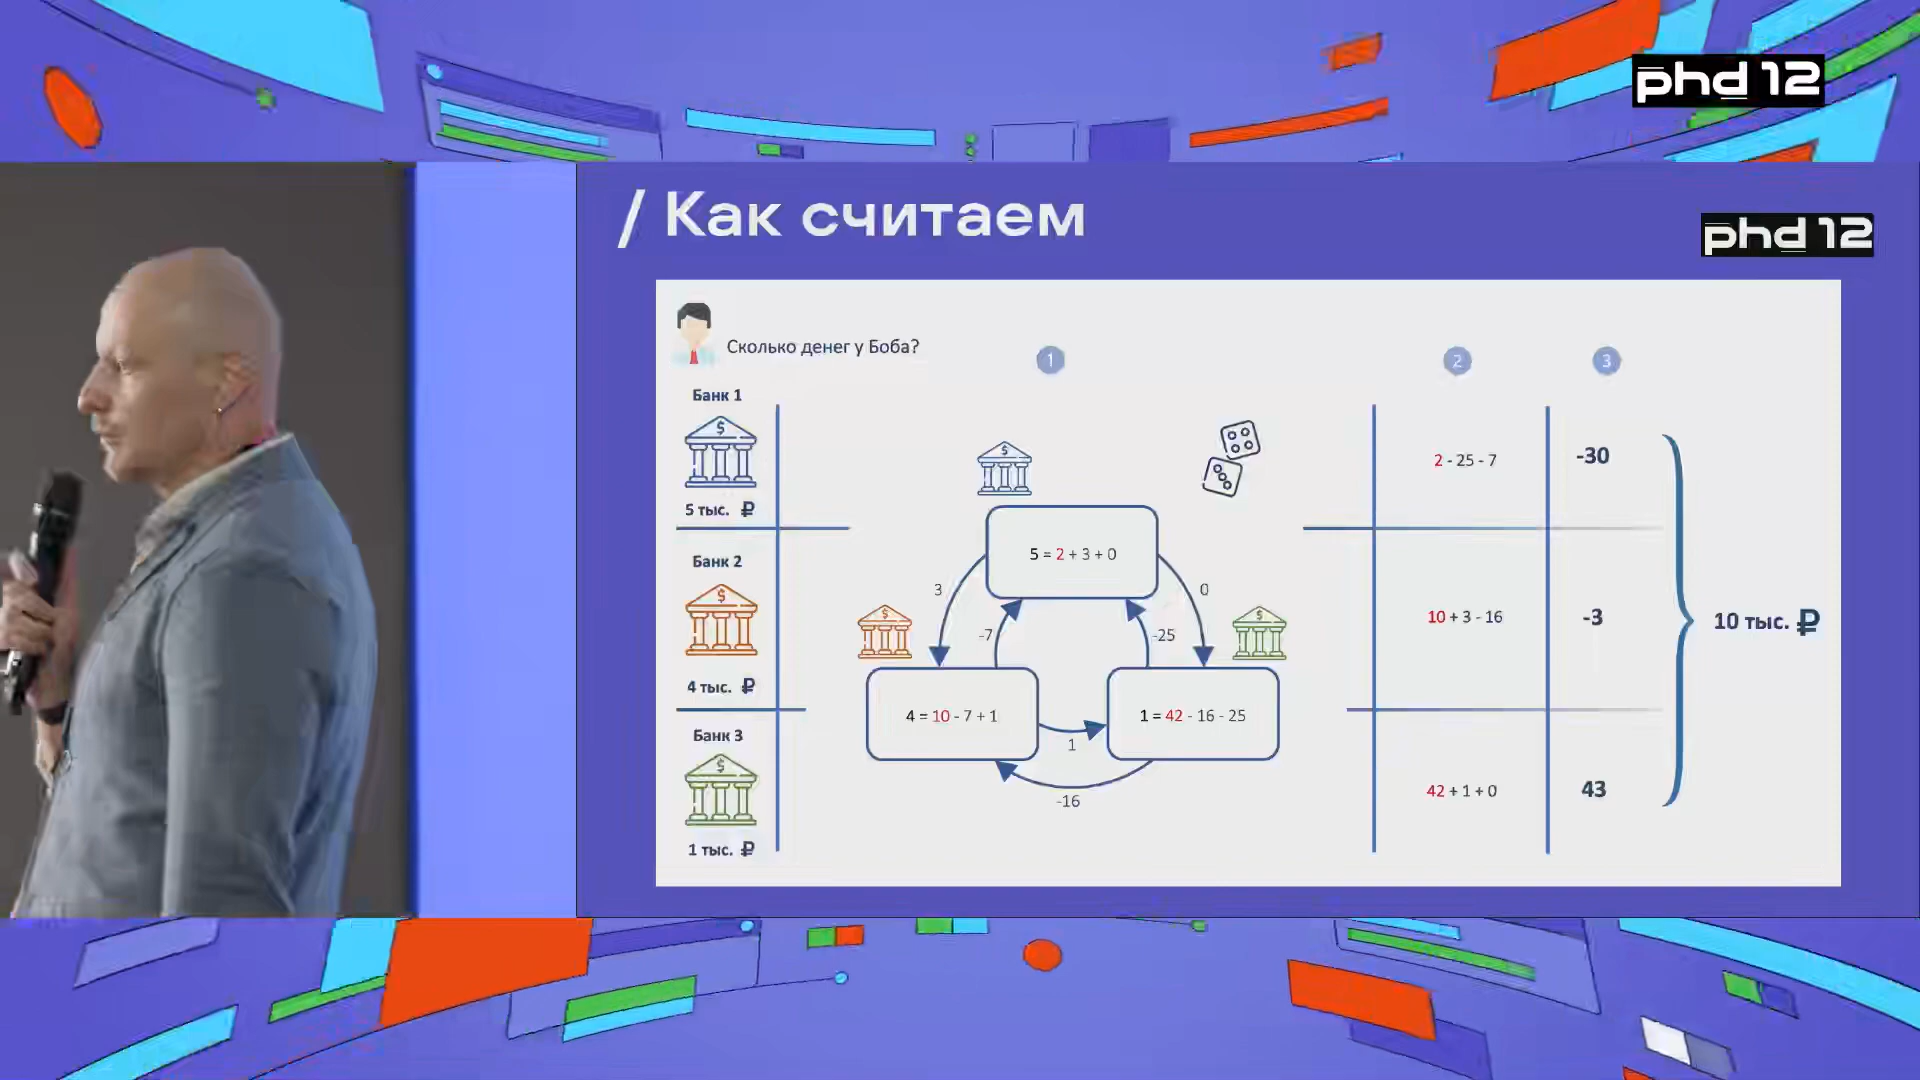 phd 12
/ Как считаем
phd 12
Сколько денег у Боба?
1
2
3
Банк 1
$
5 тыс. ₽
$
5 = 2 + 3 + 0
3
0
-7
-25
2 - 25 - 7
-30
Банк 2
$
4 тыс. ₽
$
$
4 = 10 - 7 + 1
1 = 42 - 16 - 25
1
-16
10 + 3 - 16
-3
10 тыс. ₽
Банк 3
$
1 тыс. ₽
42 + 1 + 0
43